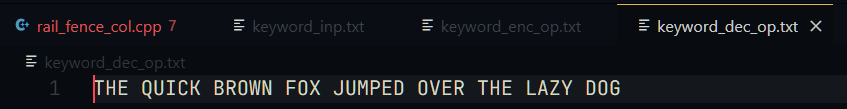 rail_fence_col.cpp 7 keyword_inp.txt keyword_enc_op.txt keyword_dec_op.txt
keyword_dec_op.txt
1 THE QUICK BROWN FOX JUMPED OVER THE LAZY DOG